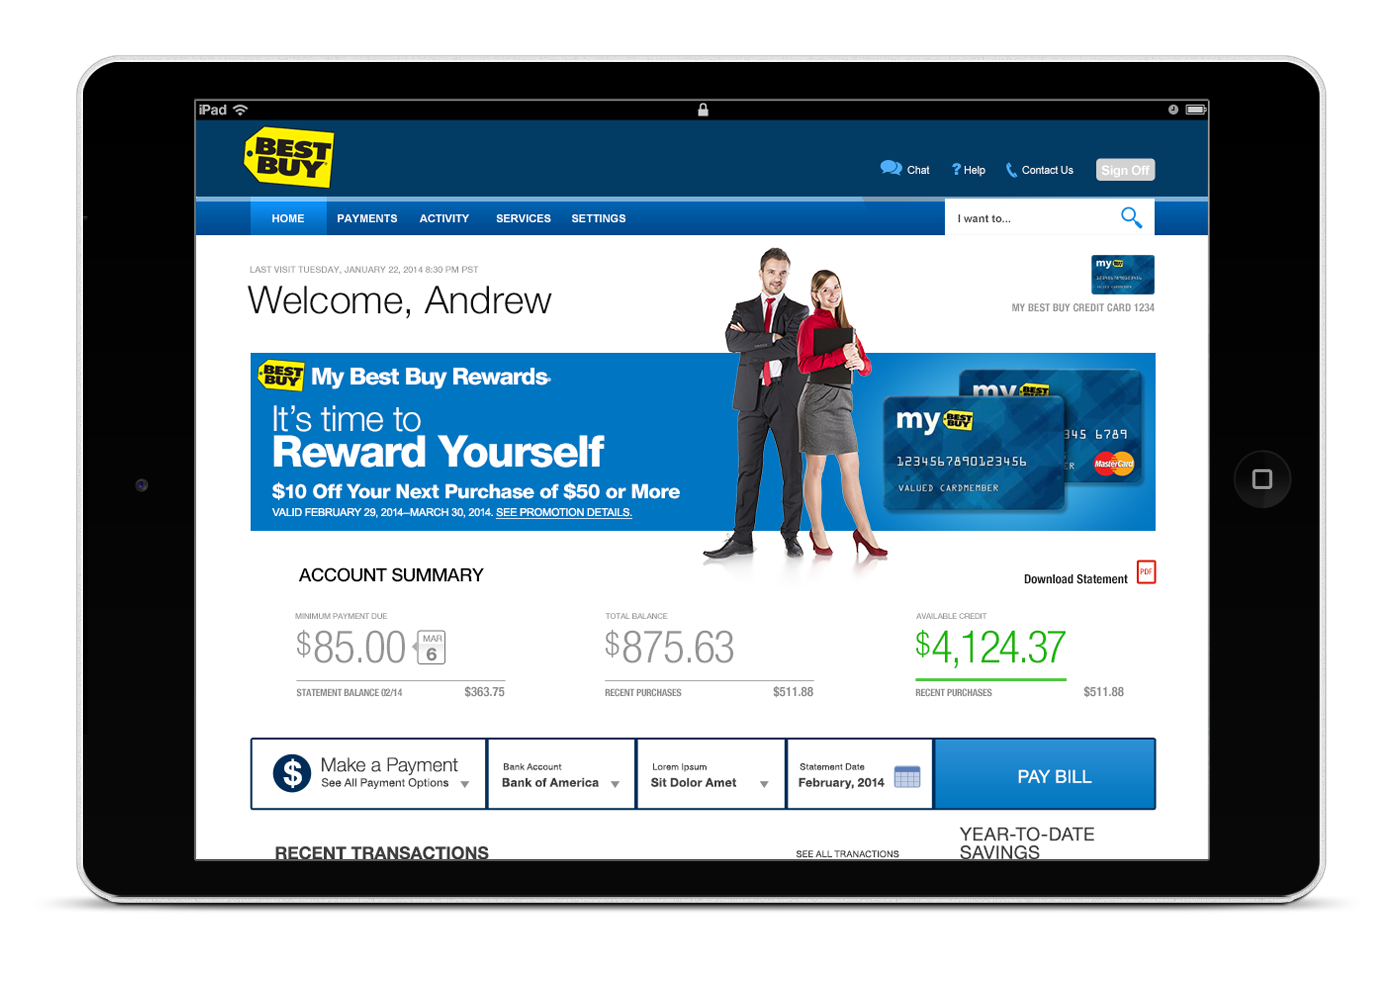 iPad
BEST
BUY
Chat
Help
Contact Us
Sign Off
HOME
PAYMENTS
ACTIVITY
SERVICES
SETTINGS
I want to...
LAST VISIT TUESDAY, JANUARY 22, 2014 8:30 PM PST
Welcome, Andrew
my BEST BUY
1234567890123456
VALUED CARDMEMBER
MY BEST BUY CREDIT CARD 1234
BEST
BUY
My Best Buy Rewards
It's time to
Reward Yourself
$10 Off Your Next Purchase of $50 or More
VALID FEBRUARY 29, 2014–MARCH 30, 2014. SEE PROMOTION DETAILS.
my BEST
345 6789
ER
MasterCard
my BEST BUY
1234567890123456
VALUED CARDMEMBER
ACCOUNT SUMMARY
Download Statement
PDF
MINIMUM PAYMENT DUE
$85.00
MAR
6
STATEMENT BALANCE 02/14
$363.75
TOTAL BALANCE
$875.63
RECENT PURCHASES
$511.88
AVAILABLE CREDIT
$4,124.37
RECENT PURCHASES
$511.88
$
Make a Payment
See All Payment Options
Bank Account
Bank of America
Lorem Ipsum
Sit Dolor Amet
Statement Date
February, 2014
PAY BILL
RECENT TRANSACTIONS
SEE ALL TRANACTIONS
YEAR-TO-DATE
SAVINGS